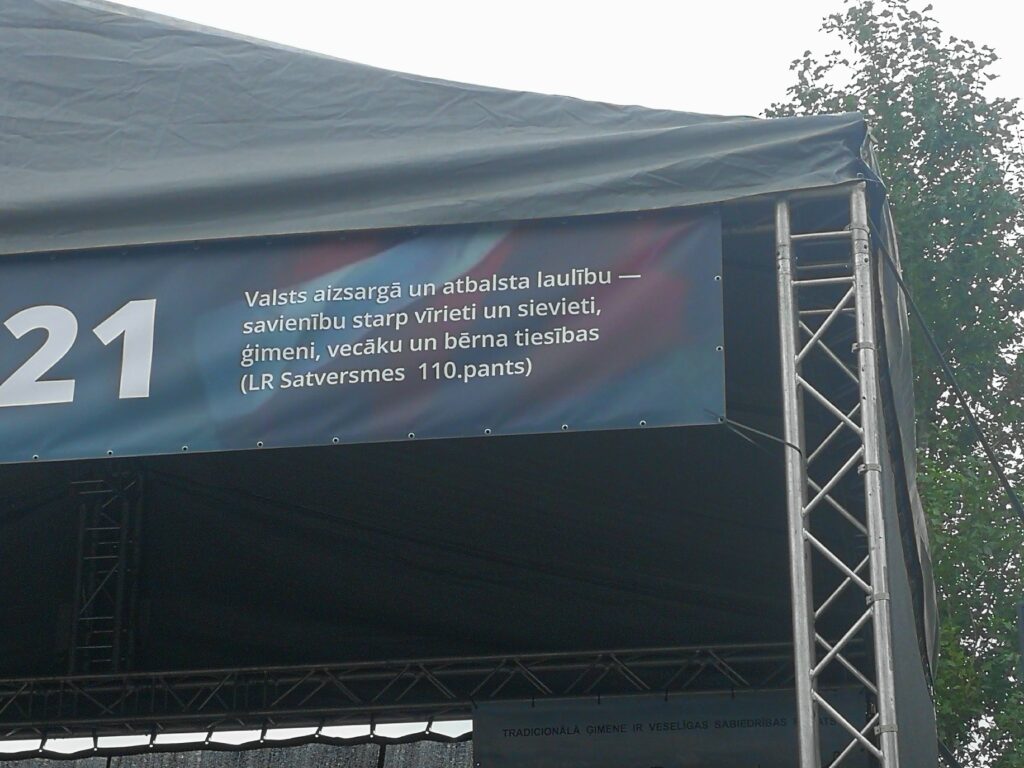 21
Valsts aizsargā un atbalsta laulību —
savienību starp vīrieti un sievieti,
ģimeni, vecāku un bērna tiesības
(LR Satversmes 110.pants)
TRADICIONĀLA ĢIMENE IR VESELĪGAS SABIEDRĪBAS